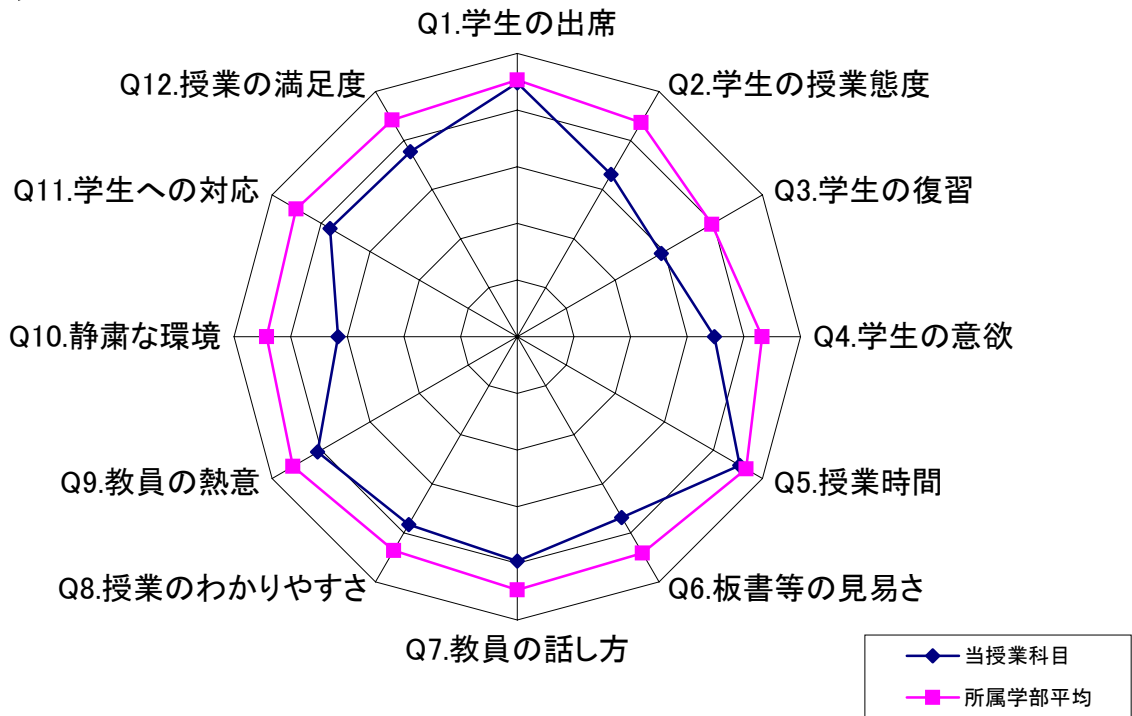 Q1.学生の出席
Q2.学生の授業態度
Q3.学生の復習
Q4.学生の意欲
Q5.授業時間
Q6.板書等の見易さ
Q7.教員の話し方
Q8.授業のわかりやすさ
Q9.教員の熱意
Q10.静粛な環境
Q11.学生への対応
Q12.授業の満足度
当授業科目
所属学部平均